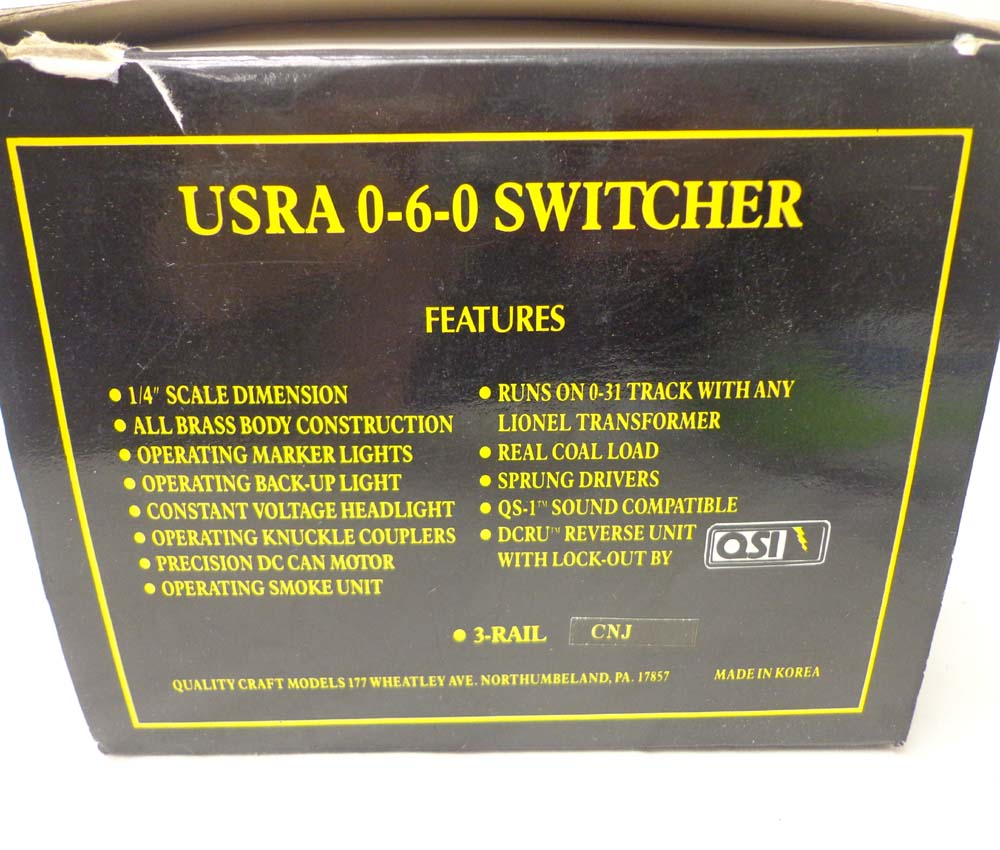 USRA 0-6-0 SWITCHER
FEATURES
• 1/4" SCALE DIMENSION
• ALL BRASS BODY CONSTRUCTION
• OPERATING MARKER LIGHTS
• OPERATING BACK-UP LIGHT
• CONSTANT VOLTAGE HEADLIGHT
• OPERATING KNUCKLE COUPLERS
• PRECISION DC CAN MOTOR
• OPERATING SMOKE UNIT
• RUNS ON 0-31 TRACK WITH ANY
LIONEL TRANSFORMER
• REAL COAL LOAD
• SPRUNG DRIVERS
• QS-1™ SOUND COMPATIBLE
• DCRU™ REVERSE UNIT
WITH LOCK-OUT BY
QSI
• 3-RAIL CNJ
QUALITY CRAFT MODELS 177 WHEATLEY AVE. NORTHUMBELAND, PA. 17857
MADE IN KOREA